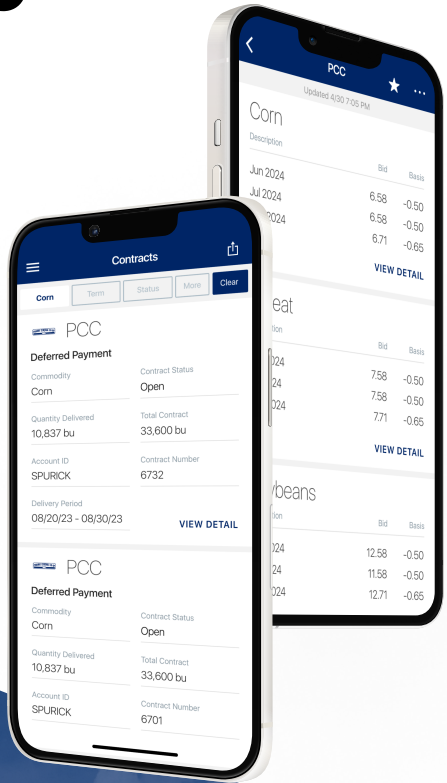 PCC
Updated 4/30 7:05 PM
Corn
Description Bid Basis
Jun 2024 6.58 -0.50
Jul 2024 6.58 -0.50
2024 6.71 -0.65
VIEW DETAIL
eat
tion Bid Basis
024 7.58 -0.50
024 7.58 -0.50
024 7.71 -0.65
VIEW DETAIL
ybeans
tion Bid Basis
024 12.58 -0.50
24 11.58 -0.50
2024 12.71 -0.65
Contracts
Corn Term Status More Clear
PCC
Deferred Payment
Commodity Contract Status
Corn Open
Quantity Delivered Total Contract
10,837 bu 33,600 bu
Account ID Contract Number
SPURICK 6732
Delivery Period
08/20/23 - 08/30/23 VIEW DETAIL
PCC
Deferred Payment
Commodity Contract Status
Corn Open
Quantity Delivered Total Contract
10,837 bu 33,600 bu
Account ID Contract Number
SPURICK 6701